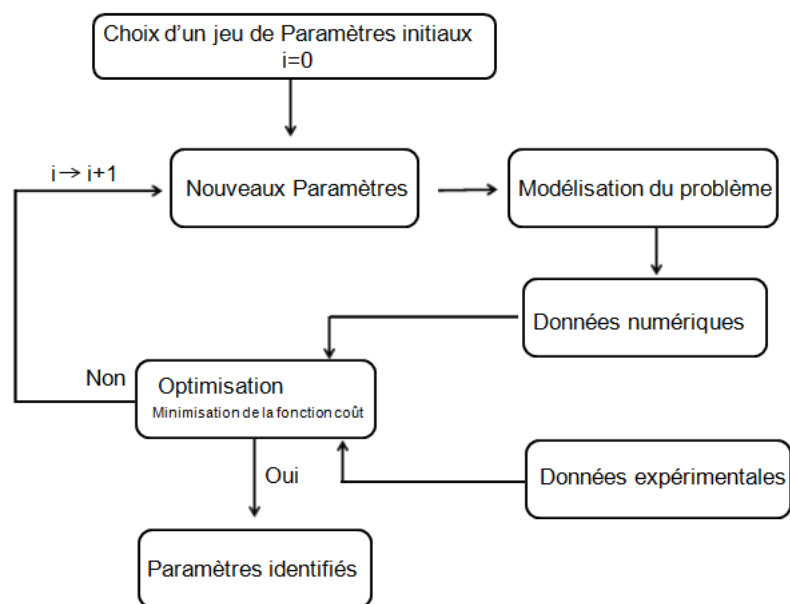 Choix d'un jeu de Paramètres initiaux
i=0
i→ i+1
Nouveaux Paramètres
Modélisation du problème
Données numériques
Non
Optimisation
Minimisation de la fonction coût
Oui
Données expérimentales
Paramètres identifiés